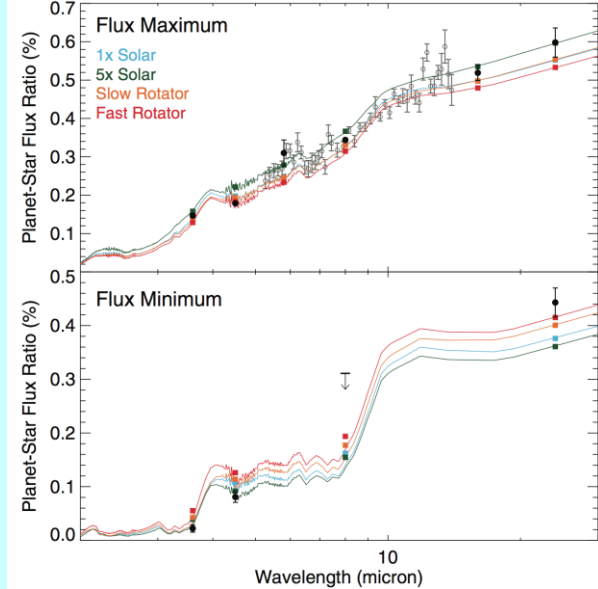 Flux Maximum
1x Solar
5x Solar
Slow Rotator
Fast Rotator
Planet-Star Flux Ratio (%)
0.7
0.6
0.5
0.4
0.3
0.2
0.1
Flux Minimum
Planet-Star Flux Ratio (%)
0.5
0.4
0.3
0.2
0.1
0.0
10
Wavelength (micron)